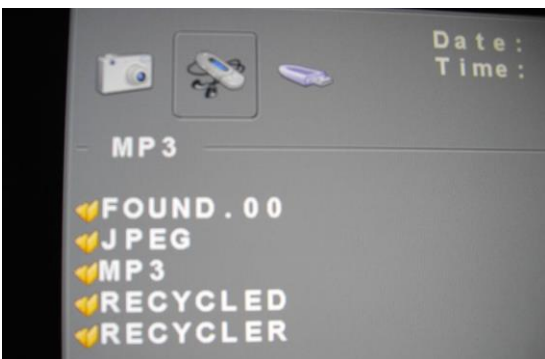 Date:
Time:
MP3
FOUND.00
JPEG
MP3
RECYCLED
RECYCLER